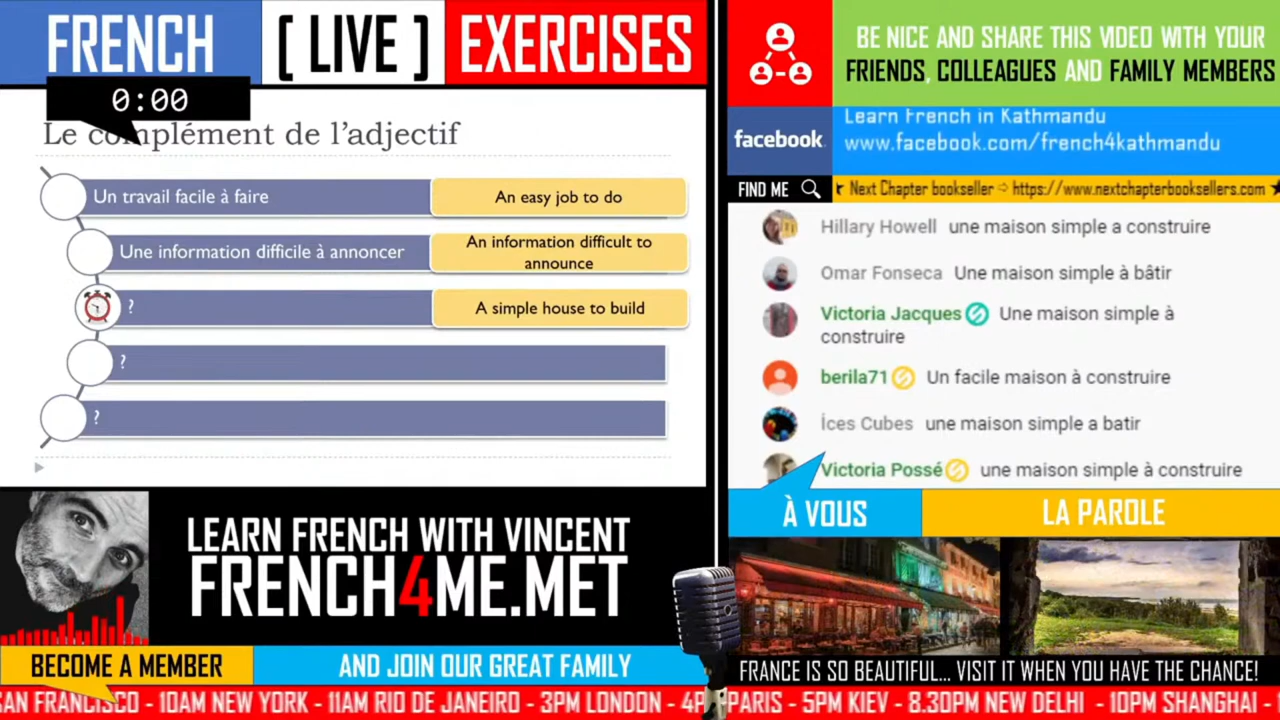 FRENCH [ LIVE ] EXERCISES
0:00
Le complément de l’adjectif
Un travail facile à faire
An easy job to do
Une information difficile à annoncer
An information difficult to
announce
?
A simple house to build
?
?
LEARN FRENCH WITH VINCENT
FRENCH4ME.MET
BECOME A MEMBER
AND JOIN OUR GREAT FAMILY
BE NICE AND SHARE THIS VIDEO WITH YOUR
FRIENDS, COLLEAGUES AND FAMILY MEMBERS
facebook
Learn French in Kathmandu
www.facebook.com/french4kathmandu
FIND ME
Next Chapter bookseller ⇨ https://www.nextchapterbooksellers.com
Hillary Howell une maison simple a construire
Omar Fonseca Une maison simple à bâtir
Victoria Jacques Une maison simple à
construire
berila71 Un facile maison à construire
İces Cubes une maison simple a batir
Victoria Possé une maison simple à construire
À VOUS LA PAROLE
FRANCE IS SO BEAUTIFUL... VISIT IT WHEN YOU HAVE THE CHANCE!
SAN FRANCISCO - 10AM NEW YORK - 11AM RIO DE JANEIRO - 3PM LONDON - 4P PARIS - 5PM KIEV - 8.30PM NEW DELHI - 10PM SHANGHAI -